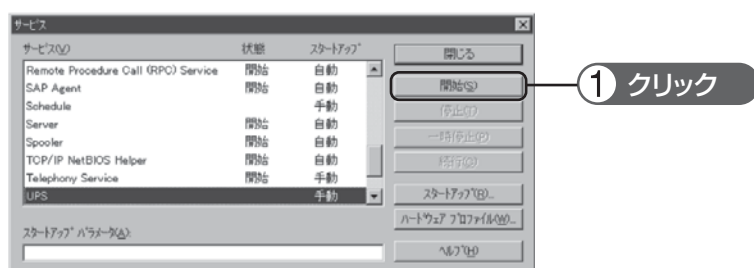 サービス
サービス(V) 状態 スタートアップ
Remote Procedure Call (RPC) Service 開始 自動
SAP Agent 開始 自動
Schedule 手動
Server 開始 自動
Spooler 開始 自動
TCP/IP NetBIOS Helper 開始 自動
Telephony Service 開始 手動
UPS 手動
スタートアップ パラメータ(A):
閉じる
開始(S)
1 クリック
停止(T)
一時停止(P)
続行(O)
スタートアップ(R)...
ハードウェア プロファイル(W)...
ヘルプ(H)